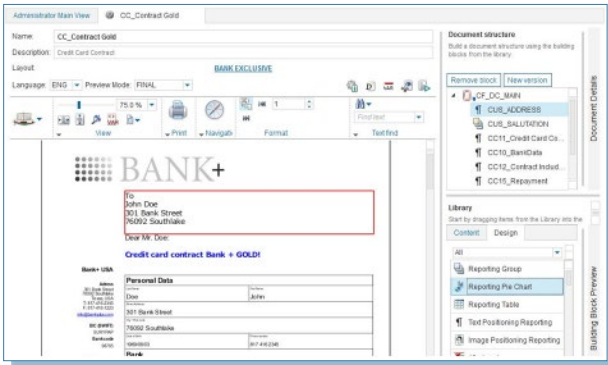 Administrator Main View
CC_Contract Gold
Name: CC_Contract Gold
Description: Credit Card Contract
Layout: BANK EXCLUSIVE
Language: ENG Preview Mode: FINAL
75.0 %
1
Find text
View
Print
Navigati
Format
Text find
BANK+
To
John Doe
301 Bank Street
76092 Southlake
Dear Mr. Doe:
Credit card contract Bank + GOLD!
Bank+ USA
Personal Data
Doe John
301 Bank Street
76092 Southlake
Bank
Document structure
Build a document structure using the building
blocks from the library.
Remove block New version
CF_DC_MAIN
CUS_ADDRESS
CUS_SALUTATION
CC11_Credit Card Co...
CC10_BankData
CC12_Contract Includ...
CC15_Repayment
Document Details
Library
Start by dragging items from the Library into the
Content Design
All
Reporting Group
Reporting Pie Chart
Reporting Table
Text Positioning Reporting
Image Positioning Reporting
Building Block Preview